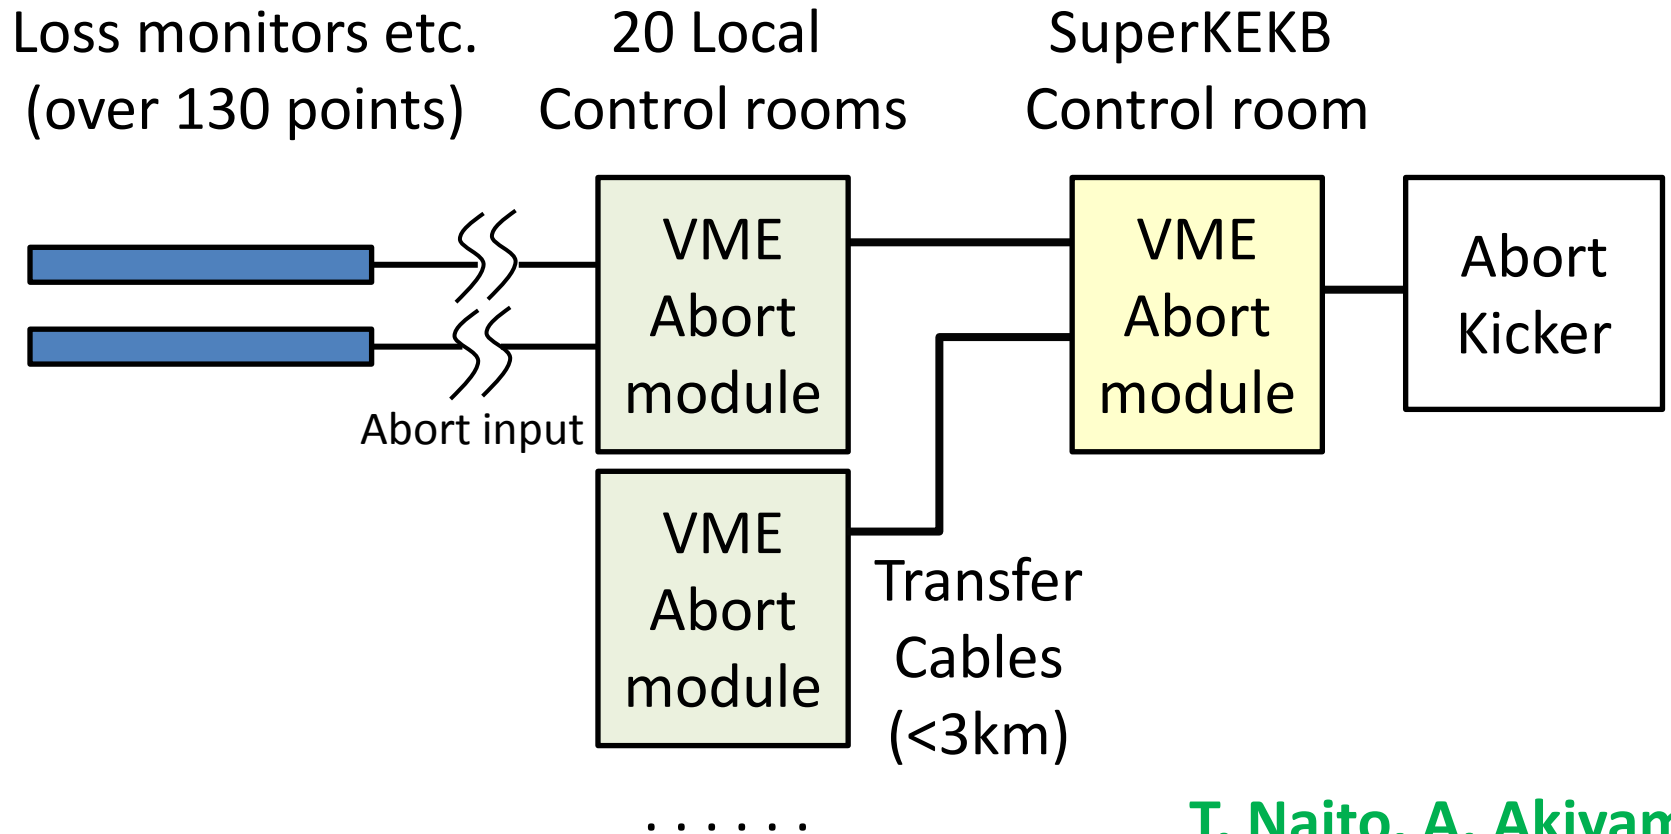 Loss monitors etc.
(over 130 points)
20 Local
Control rooms
SuperKEKB
Control room
VME
Abort
module
VME
Abort
module
Abort
Kicker
Abort input
VME
Abort
module
Transfer
Cables
(<3km)
. . . . . .
T. Naito, A.